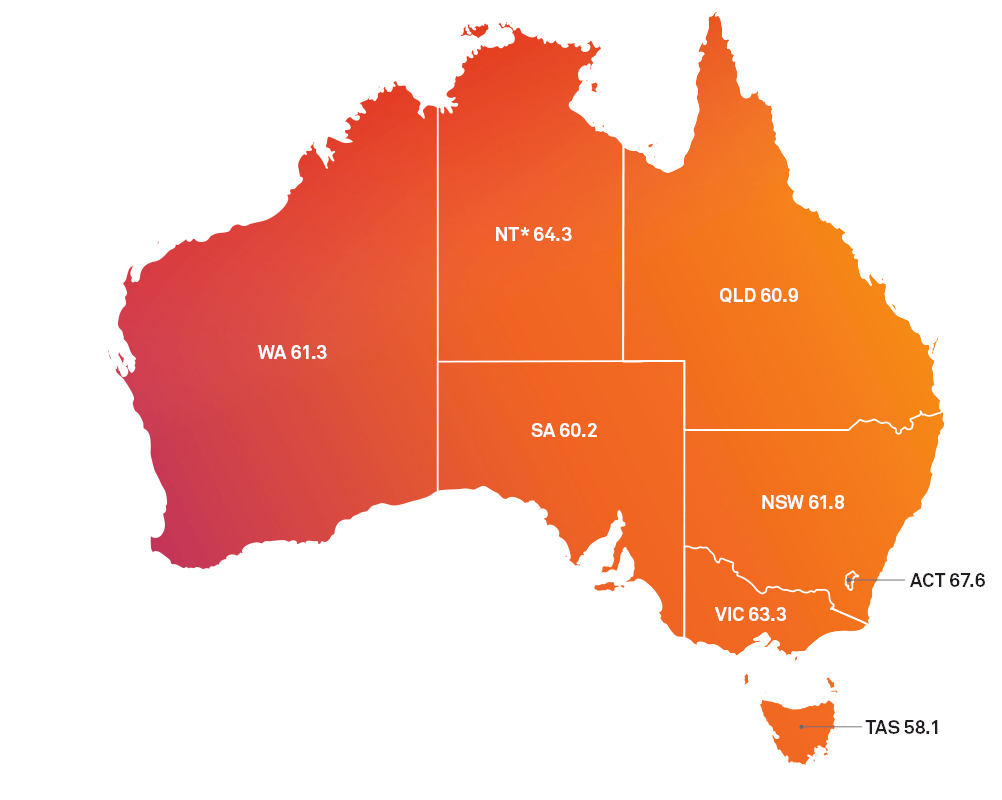 NT* 64.3
QLD 60.9
WA 61.3
SA 60.2
NSW 61.8
ACT 67.6
VIC 63.3
TAS 58.1